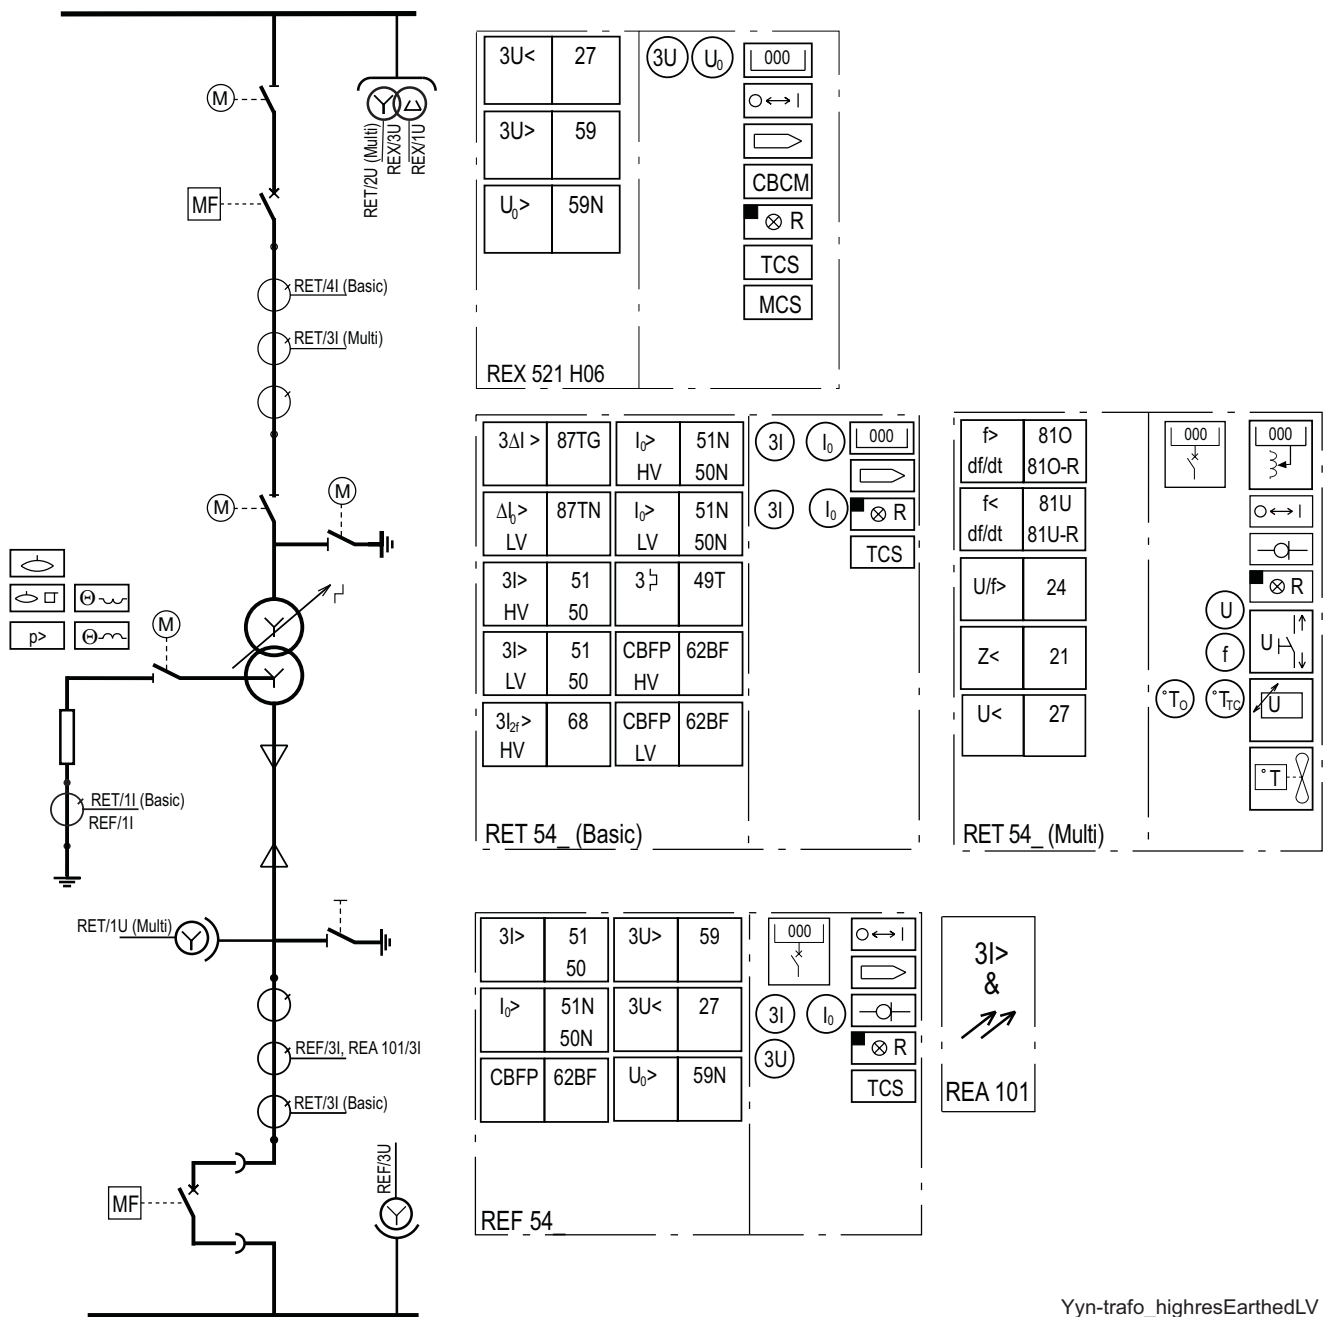 M
RET/2U (Multi)
REX/3U
REX/1U
MF
RET/4I (Basic)
RET/3I (Multi)
M
M
M
p>
Θ
Θ
RET/1I (Basic)
REF/1I
RET/1U (Multi)
REF/3I, REA 101/3I
RET/3I (Basic)
MF
REF/3U
3U< 27
3U> 59
U₀> 59N
3U U₀
000
O ↔ I
CBCM
⊗ R
TCS
MCS
REX 521 H06
3ΔI > 87TG I₀> 51N
HV 50N
ΔI₀> 87TN I₀> 51N
LV LV 50N
3I> 51 3 49T
HV 50
3I> 51 CBFP 62BF
LV 50 HV
3I2f> 68 CBFP 62BF
HV LV
3I I₀ 000
3I I₀ ⊗ R
TCS
RET 54_ (Basic)
f> 81O
df/dt 81O-R
f< 81U
df/dt 81U-R
U/f> 24
Z< 21
U< 27
000 000
O ↔ I
⊗ R
U
f U
°TO °TTC U
°T
RET 54_ (Multi)
3I> 51 3U> 59
50
I₀> 51N 3U< 27
50N
CBFP 62BF U₀> 59N
000 O ↔ I
3I I₀
3U ⊗ R
TCS
REF 54_
3I>
&
REA 101
Yyn-trafo_highresEarthedLV